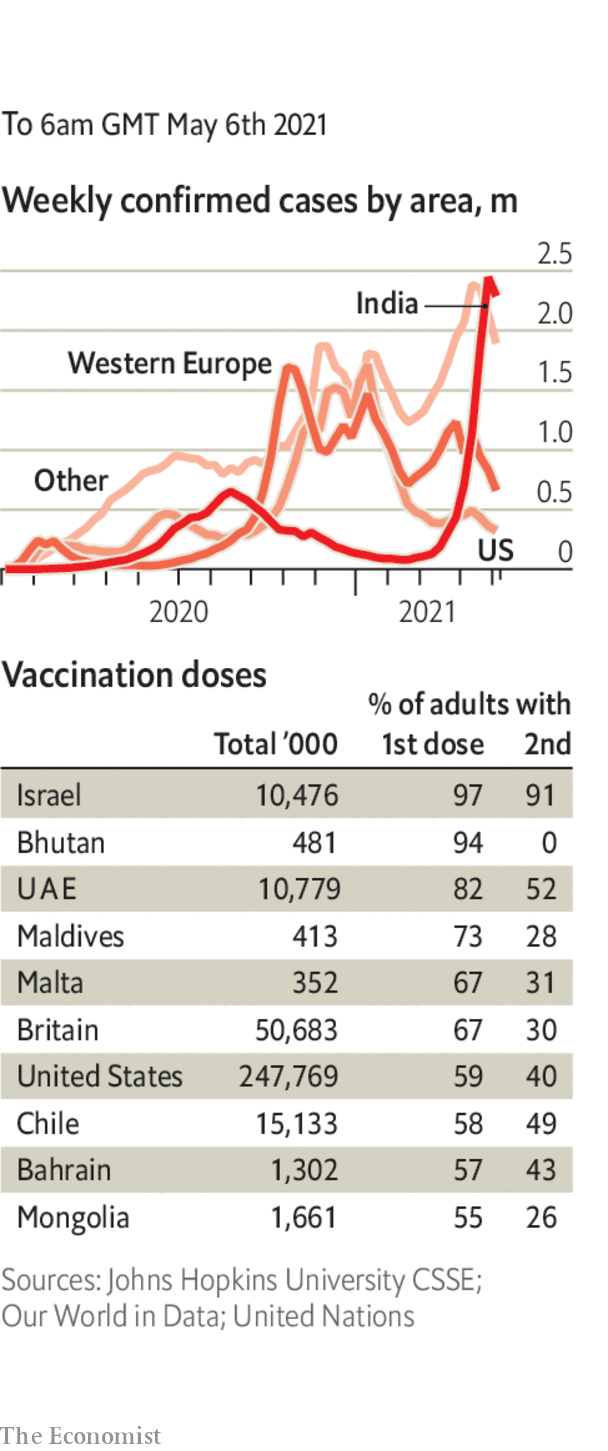 To 6am GMT May 6th 2021
Weekly confirmed cases by area, m
2.5
India
2.0
Western Europe
1.5
1.0
Other
0.5
US
0
2020 2021
Vaccination doses
% of adults with
Total ’000 1st dose 2nd
Israel 10,476 97 91
Bhutan 481 94 0
UAE 10,779 82 52
Maldives 413 73 28
Malta 352 67 31
Britain 50,683 67 30
United States 247,769 59 40
Chile 15,133 58 49
Bahrain 1,302 57 43
Mongolia 1,661 55 26
Sources: Johns Hopkins University CSSE;
Our World in Data; United Nations
The Economist